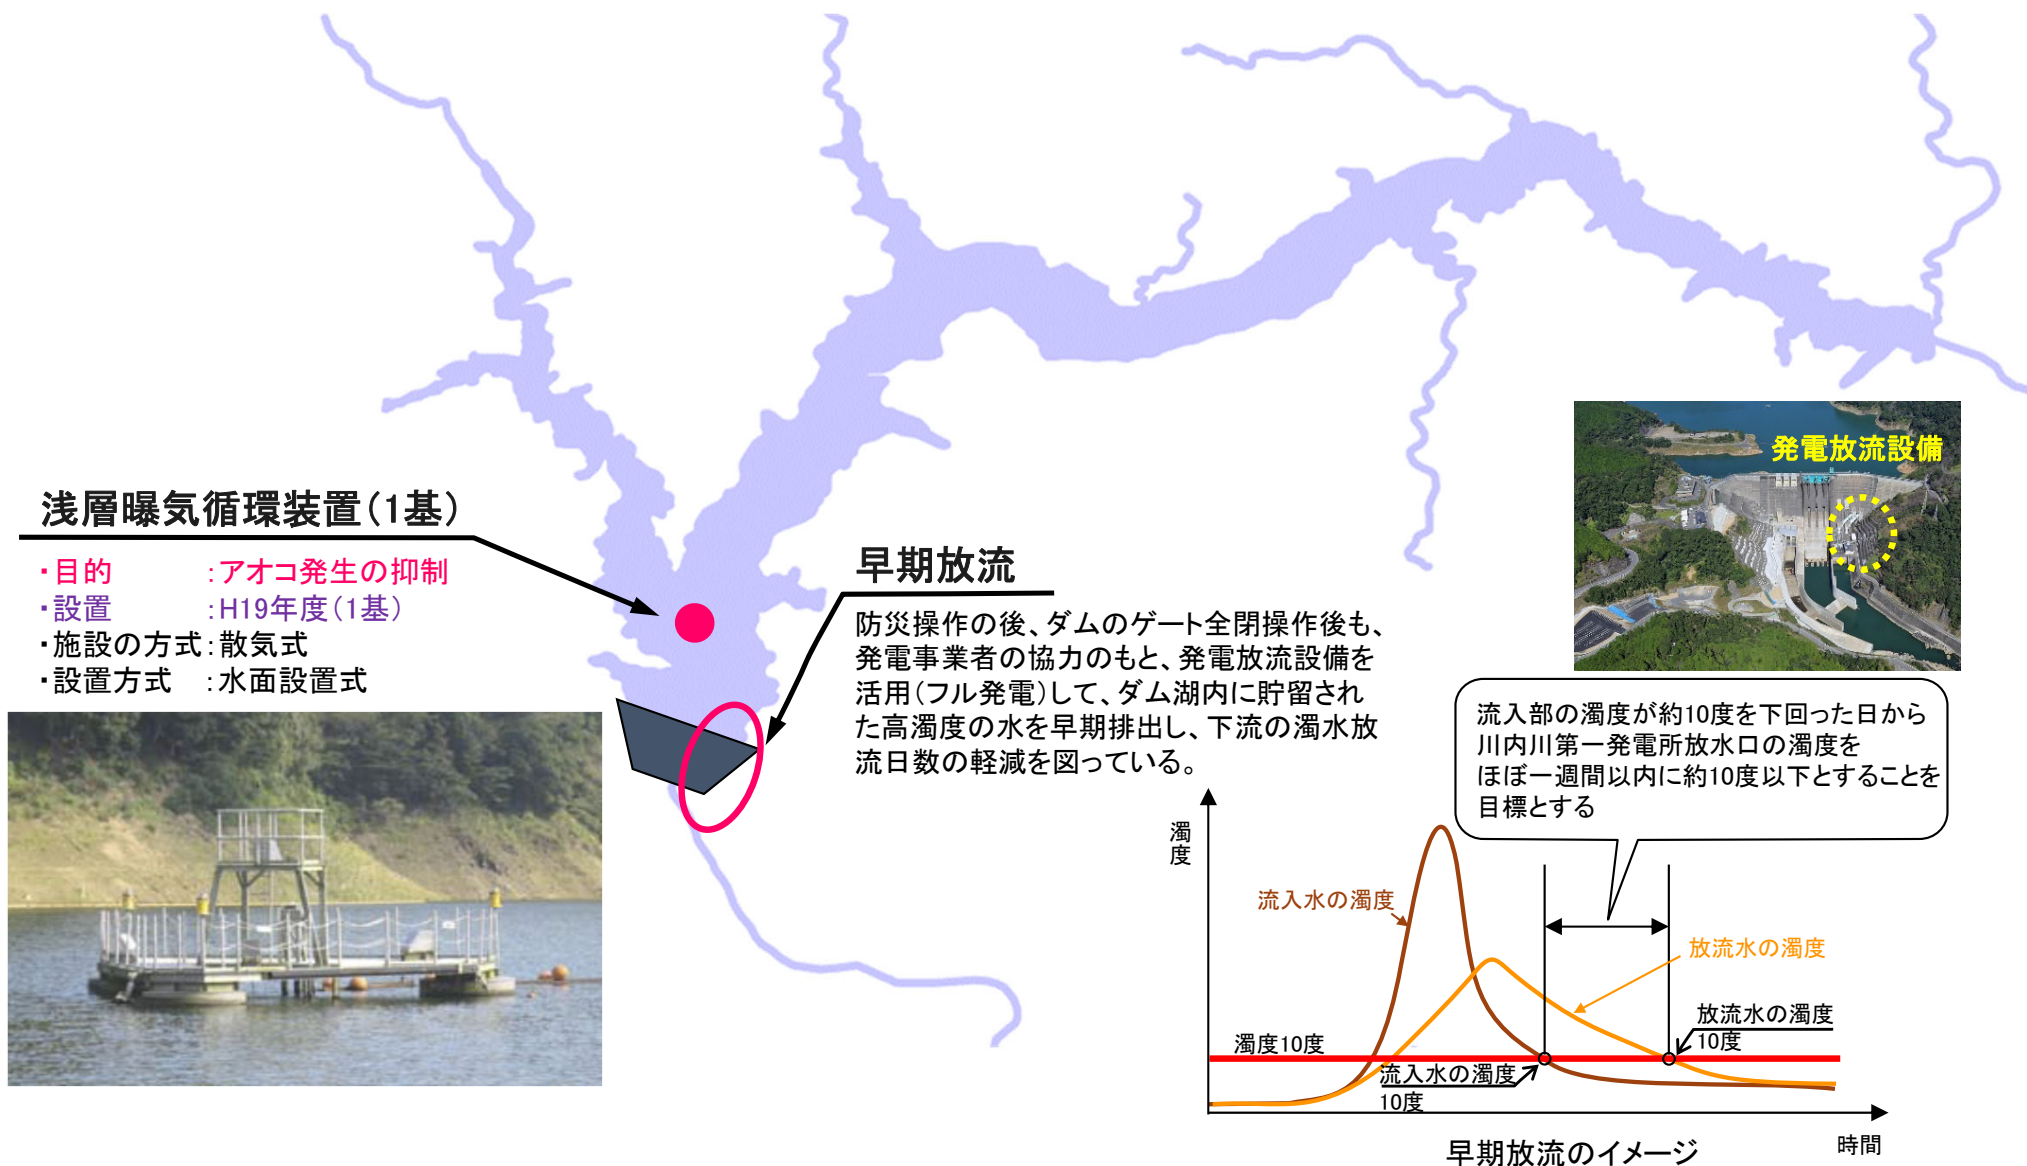 浅層曝気循環装置(1基)
・目的　　　：アオコ発生の抑制
・設置　　　：H19年度(1基)
・施設の方式：散気式
・設置方式　：水面設置式
早期放流
防災操作の後、ダムのゲート全閉操作後も、
発電事業者の協力のもと、発電放流設備を
活用(フル発電)して、ダム湖内に貯留され
た高濁度の水を早期排出し、下流の濁水放
流日数の軽減を図っている。
発電放流設備
流入部の濁度が約10度を下回った日から
川内川第一発電所放水口の濁度を
ほぼ一週間以内に約10度以下とすることを
目標とする
濁度
流入水の濁度
放流水の濁度
放流水の濁度
10度
濁度10度
流入水の濁度
10度
時間
早期放流のイメージ